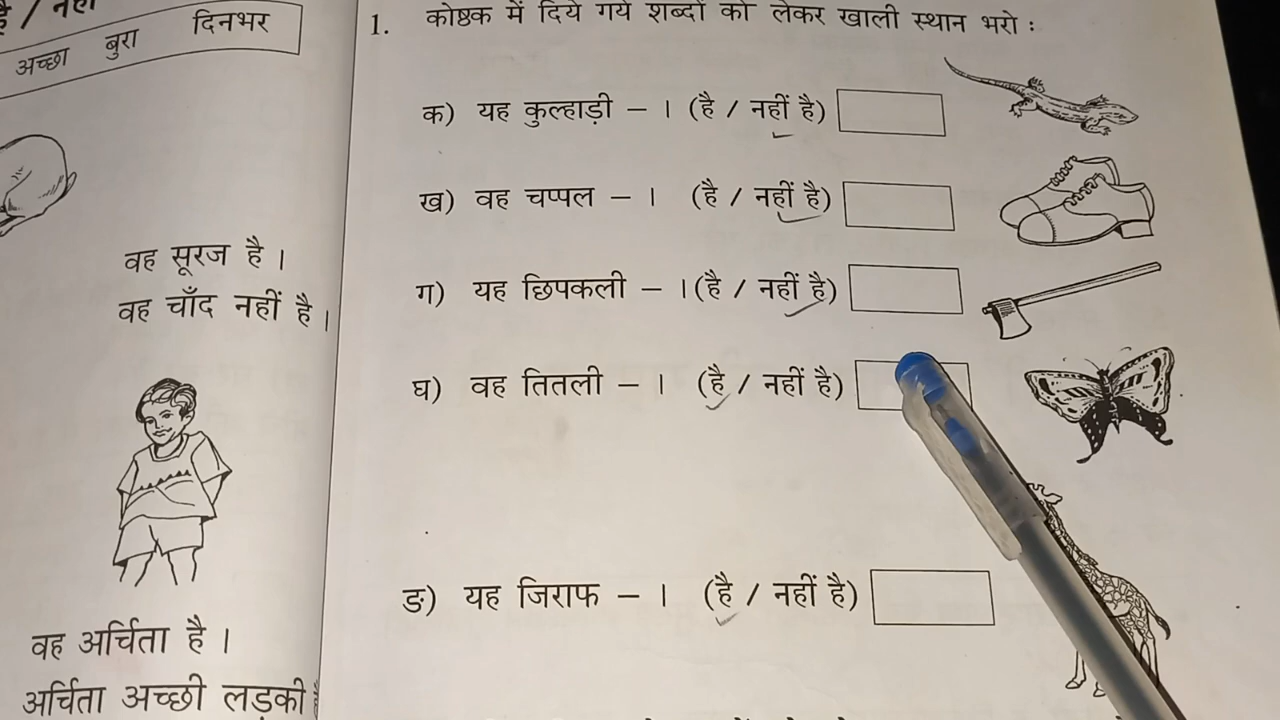 है / नहीं
अच्छा बुरा दिनभर
वह सूरज है ।
वह चाँद नहीं है ।
वह अर्चिता है ।
अर्चिता अच्छी लड़की
1. कोष्ठक में दिये गये शब्दों को लेकर खाली स्थान भरो :
क) यह कुल्हाड़ी – । (है / नहीं है)
ख) वह चप्पल – । (है / नहीं है)
ग) यह छिपकली – । (है / नहीं है)
घ) वह तितली – । (है / नहीं है)
ङ) यह जिराफ – । (है / नहीं है)